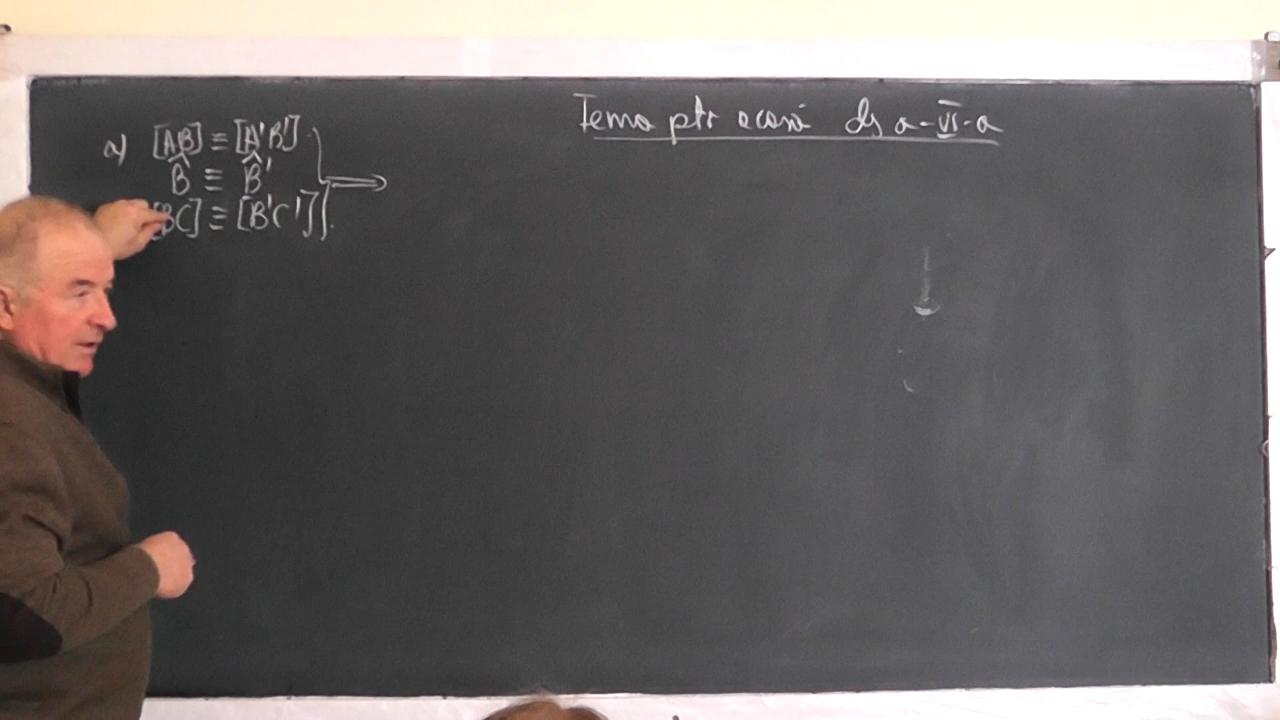 Tema ptr acasă cls a-VI-a
a) [AB] ≡ [A'B']
B̂ ≡ B̂'
[BC] ≡ [B'C'] ⟹